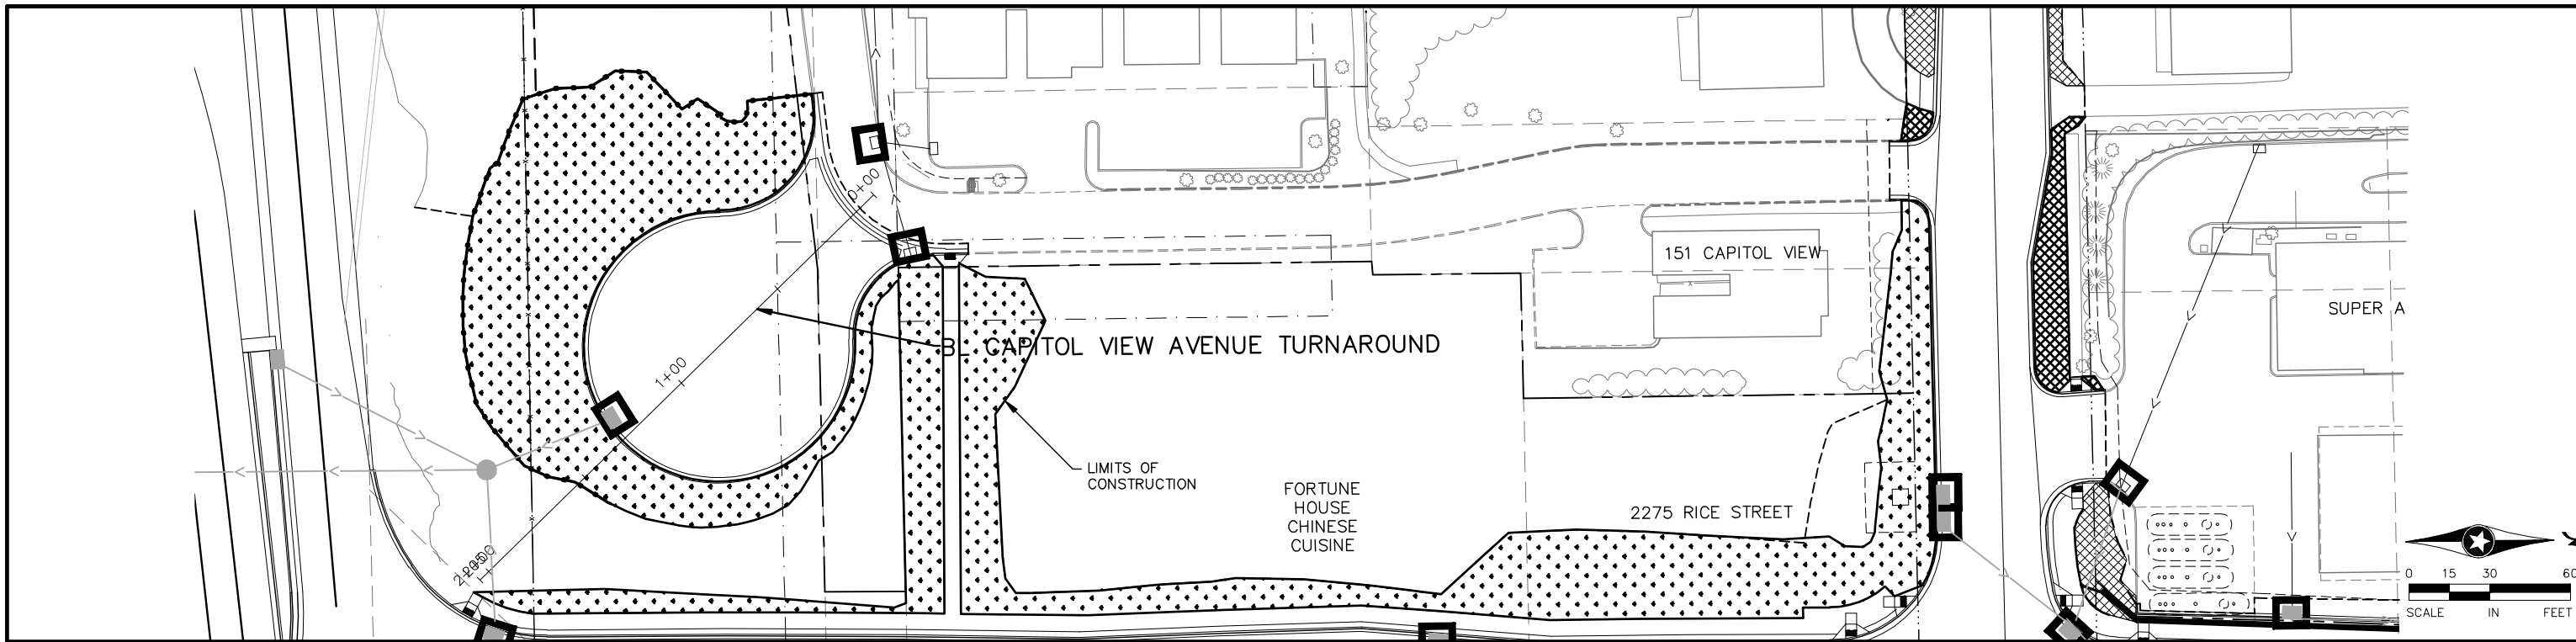 0+00
151 CAPITOL VIEW
SUPER A
BL CAPITOL VIEW AVENUE TURNAROUND
1+00
LIMITS OF
CONSTRUCTION
FORTUNE
HOUSE
CHINESE
CUISINE
2275 RICE STREET
0 15 30 60
SCALE IN FEET